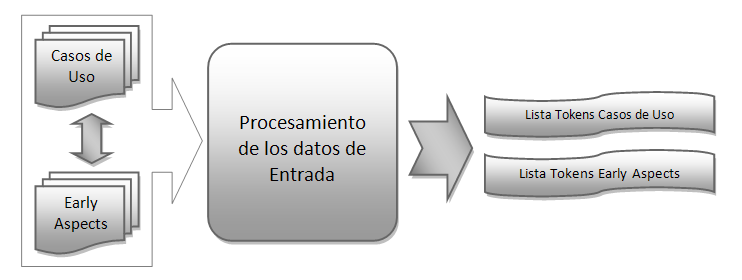 Casos de
Uso
Early
Aspects
Procesamiento
de los datos de
Entrada
Lista Tokens Casos de Uso
Lista Tokens Early Aspects